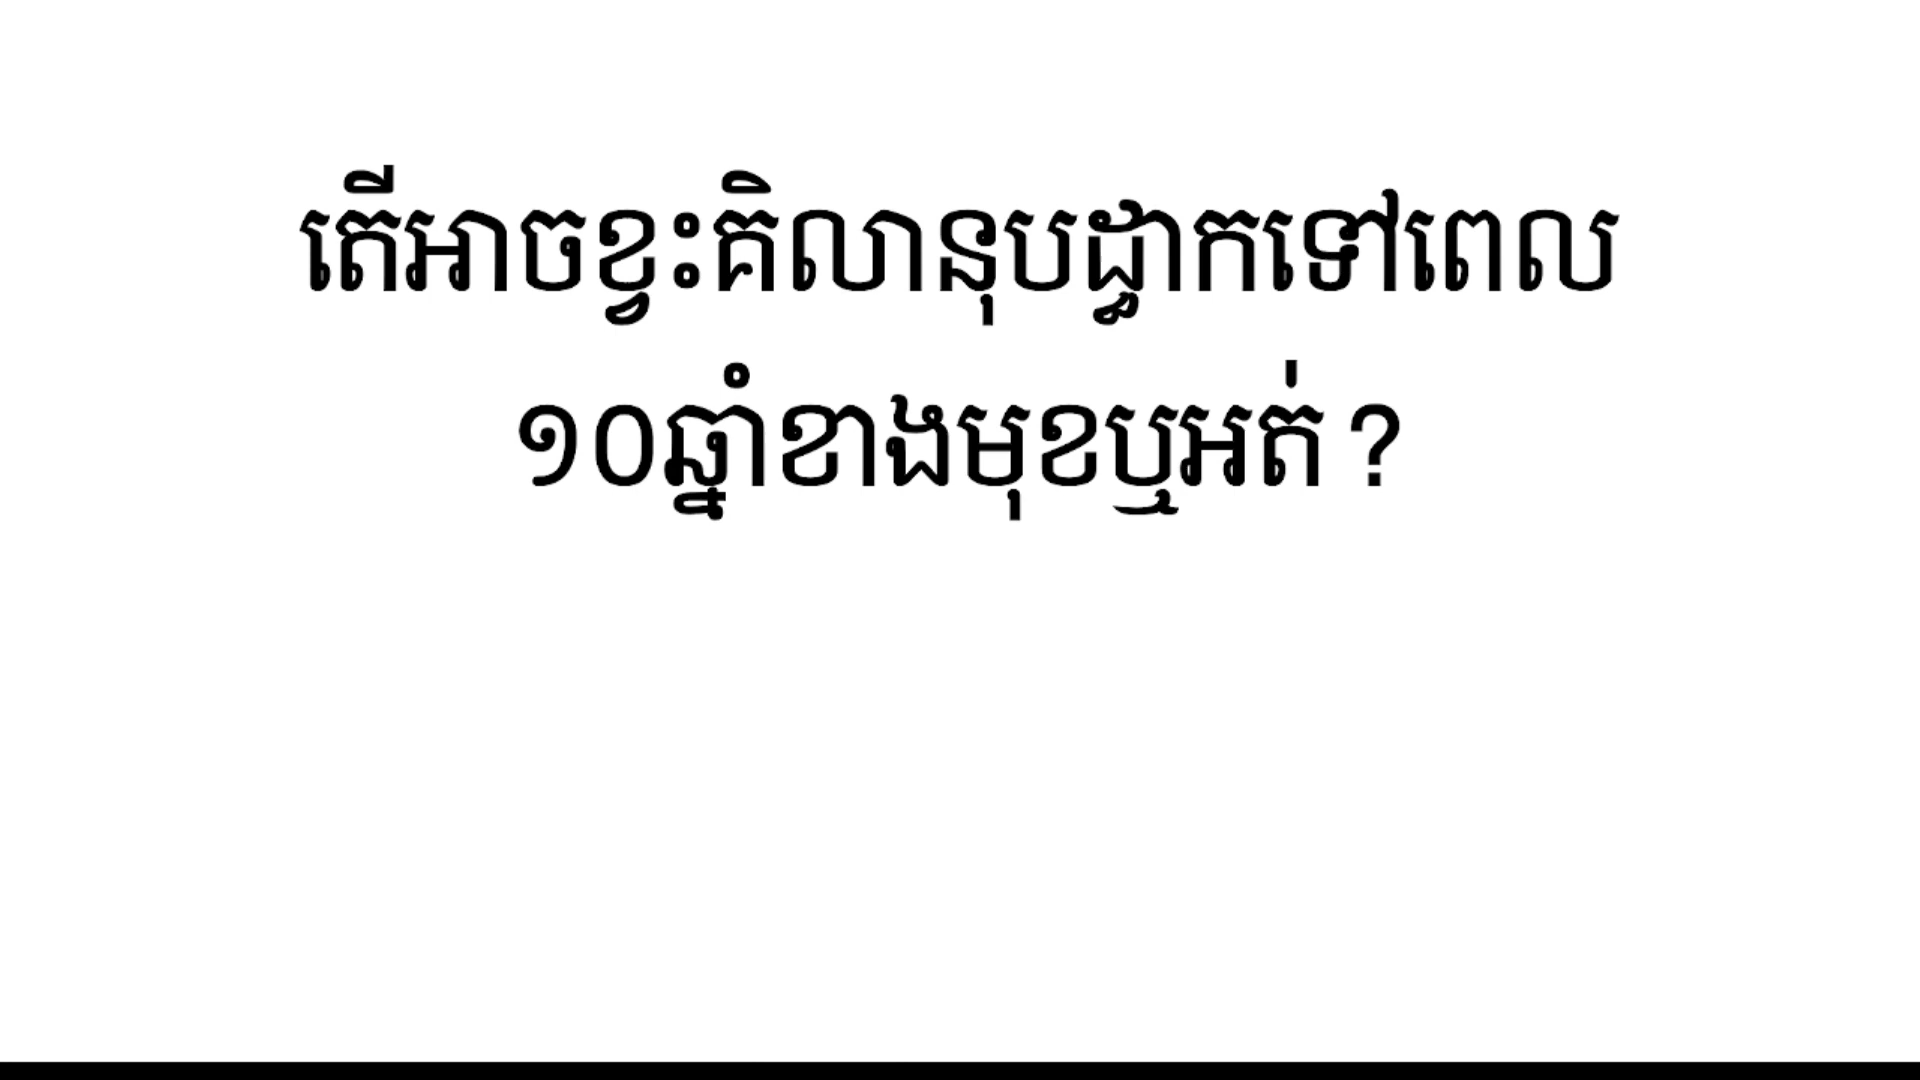 តើអាចខ្វះគិលានុបដ្ឋាកទៅពេល
១០ឆ្នាំខាងមុខឬអត់?